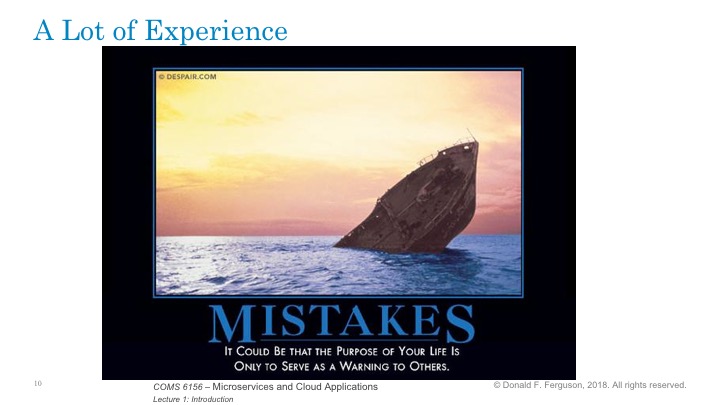 A Lot of Experience
© DESPAIR.COM
MISTAKES
IT COULD BE THAT THE PURPOSE OF YOUR LIFE IS
ONLY TO SERVE AS A WARNING TO OTHERS.
10
COMS 6156 – Microservices and Cloud Applications
Lecture 1: Introduction
© Donald F. Ferguson, 2018. All rights reserved.